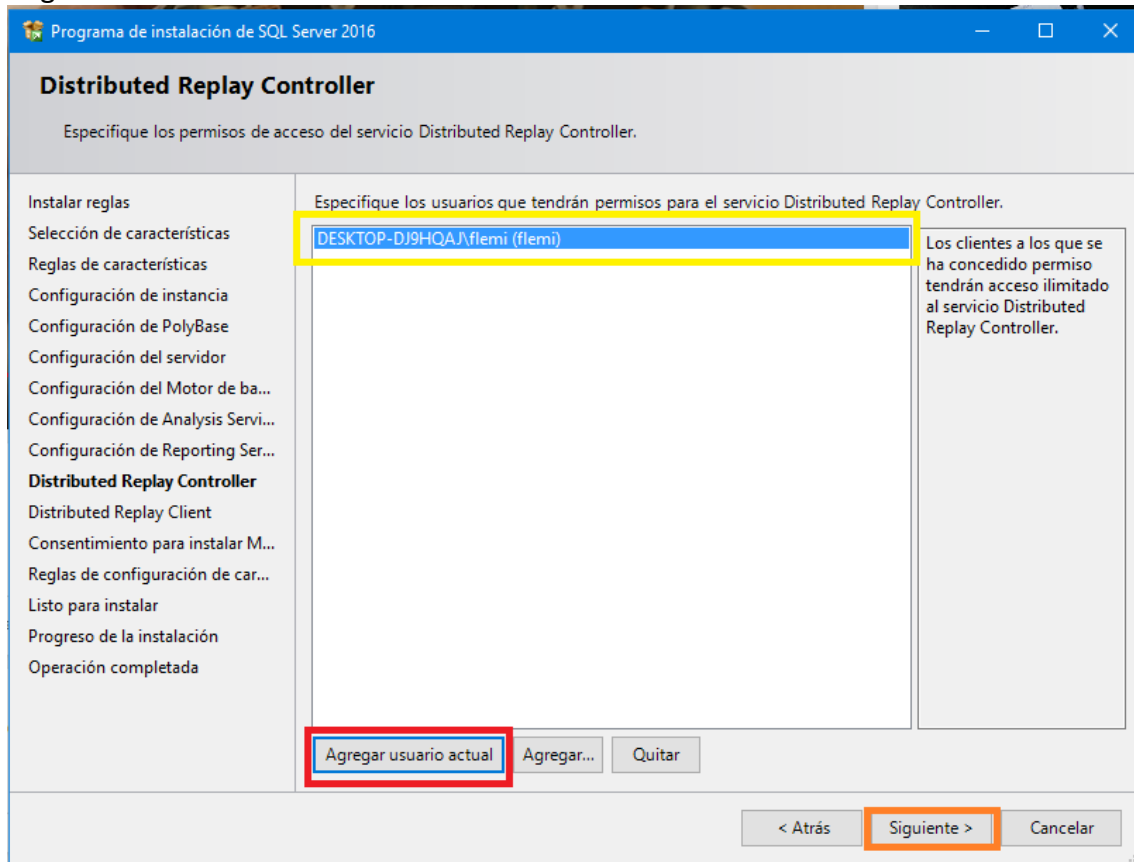 Programa de instalación de SQL Server 2016
Distributed Replay Controller
Especifique los permisos de acceso del servicio Distributed Replay Controller.
Instalar reglas
Selección de características
Reglas de características
Configuración de instancia
Configuración de PolyBase
Configuración del servidor
Configuración del Motor de ba...
Configuración de Analysis Servi...
Configuración de Reporting Ser...
Distributed Replay Controller
Distributed Replay Client
Consentimiento para instalar M...
Reglas de configuración de car...
Listo para instalar
Progreso de la instalación
Operación completada
Especifique los usuarios que tendrán permisos para el servicio Distributed Replay Controller.
DESKTOP-DJ9HQAJ\flemi (flemi)
Los clientes a los que se
ha concedido permiso
tendrán acceso ilimitado
al servicio Distributed
Replay Controller.
Agregar usuario actual
Agregar...
Quitar
< Atrás
Siguiente >
Cancelar